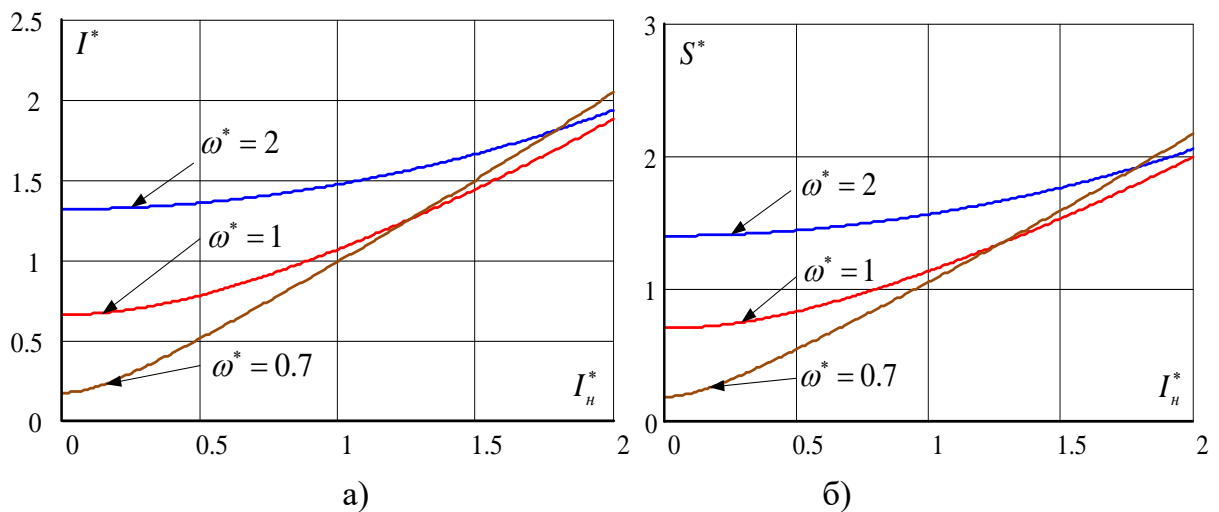 2.5
I*
2
ω* = 2
1.5
ω* = 1
1
0.5
ω* = 0.7
I*н
0
0 0.5 1 1.5 2
а)
3
S*
2
ω* = 2
ω* = 1
1
ω* = 0.7
I*н
0
0 0.5 1 1.5 2
б)